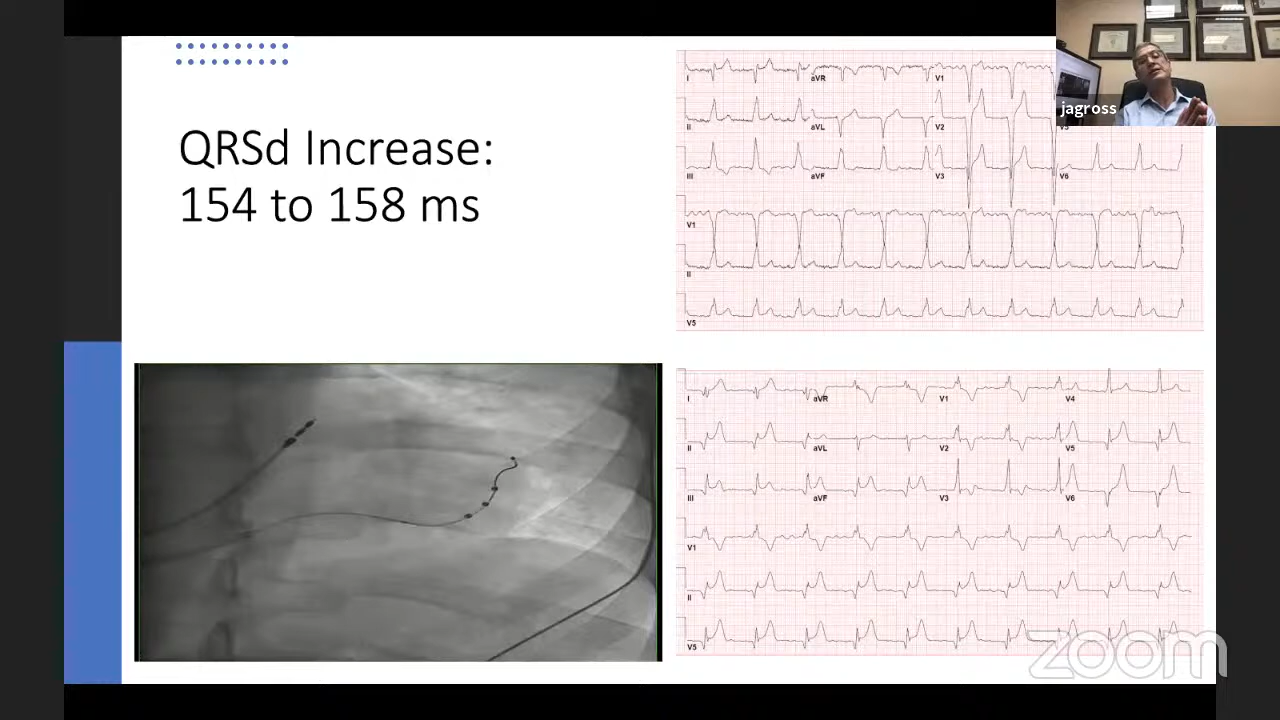 QRSd Increase:
154 to 158 ms
jagross
I aVR V1
II aVL V2 V5
III aVF V3 V6
V1
II
V5
I aVR V1 V4
II aVL V2 V5
III aVF V3 V6
V1
II
V5
zoom